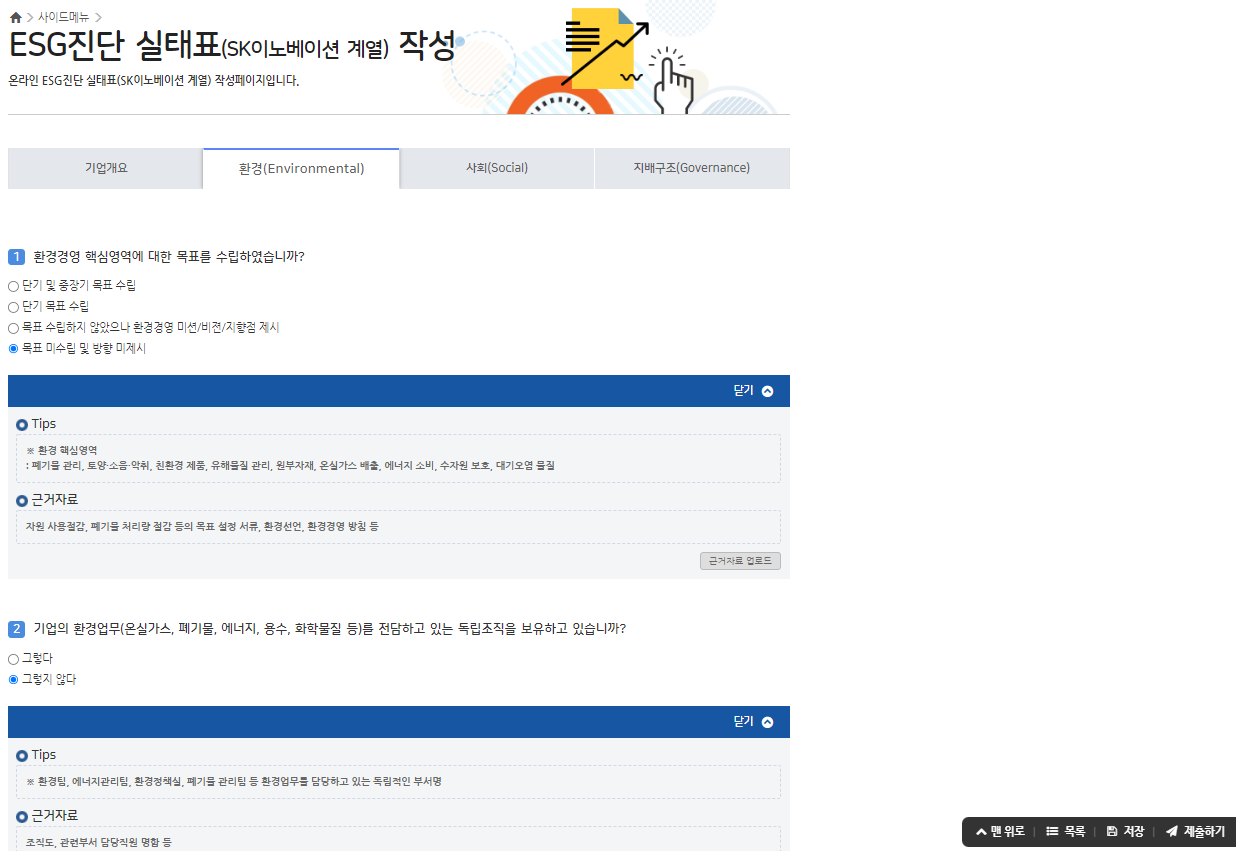 사이드메뉴
ESG진단 실태표(SK이노베이션 계열) 작성
온라인 ESG진단 실태표(SK이노베이션 계열) 작성페이지입니다.
기업개요 환경(Environmental) 사회(Social) 지배구조(Governance)
1 환경경영 핵심영역에 대한 목표를 수립하였습니까?
단기 및 중장기 목표 수립
단기 목표 수립
목표 수립하지 않았으나 환경경영 미션/비전/지향점 제시
목표 미수립 및 방향 미제시
닫기
Tips
※ 환경 핵심영역
: 폐기물 관리, 토양·소음·악취, 친환경 제품, 유해물질 관리, 원부자재, 온실가스 배출, 에너지 소비, 수자원 보호, 대기오염 물질
근거자료
자원 사용절감, 폐기물 처리량 절감 등의 목표 설정 서류, 환경선언, 환경경영 방침 등
근거자료 업로드
2 기업의 환경업무(온실가스, 폐기물, 에너지, 용수, 화학물질 등)를 전담하고 있는 독립조직을 보유하고 있습니까?
그렇다
그렇지 않다
닫기
Tips
※ 환경팀, 에너지관리팀, 환경정책실, 폐기물 관리팀 등 환경업무를 담당하고 있는 독립적인 부서명
근거자료
조직도, 관련부서 담당직원 명함 등
맨 위로 | 목록 | 저장 | 제출하기